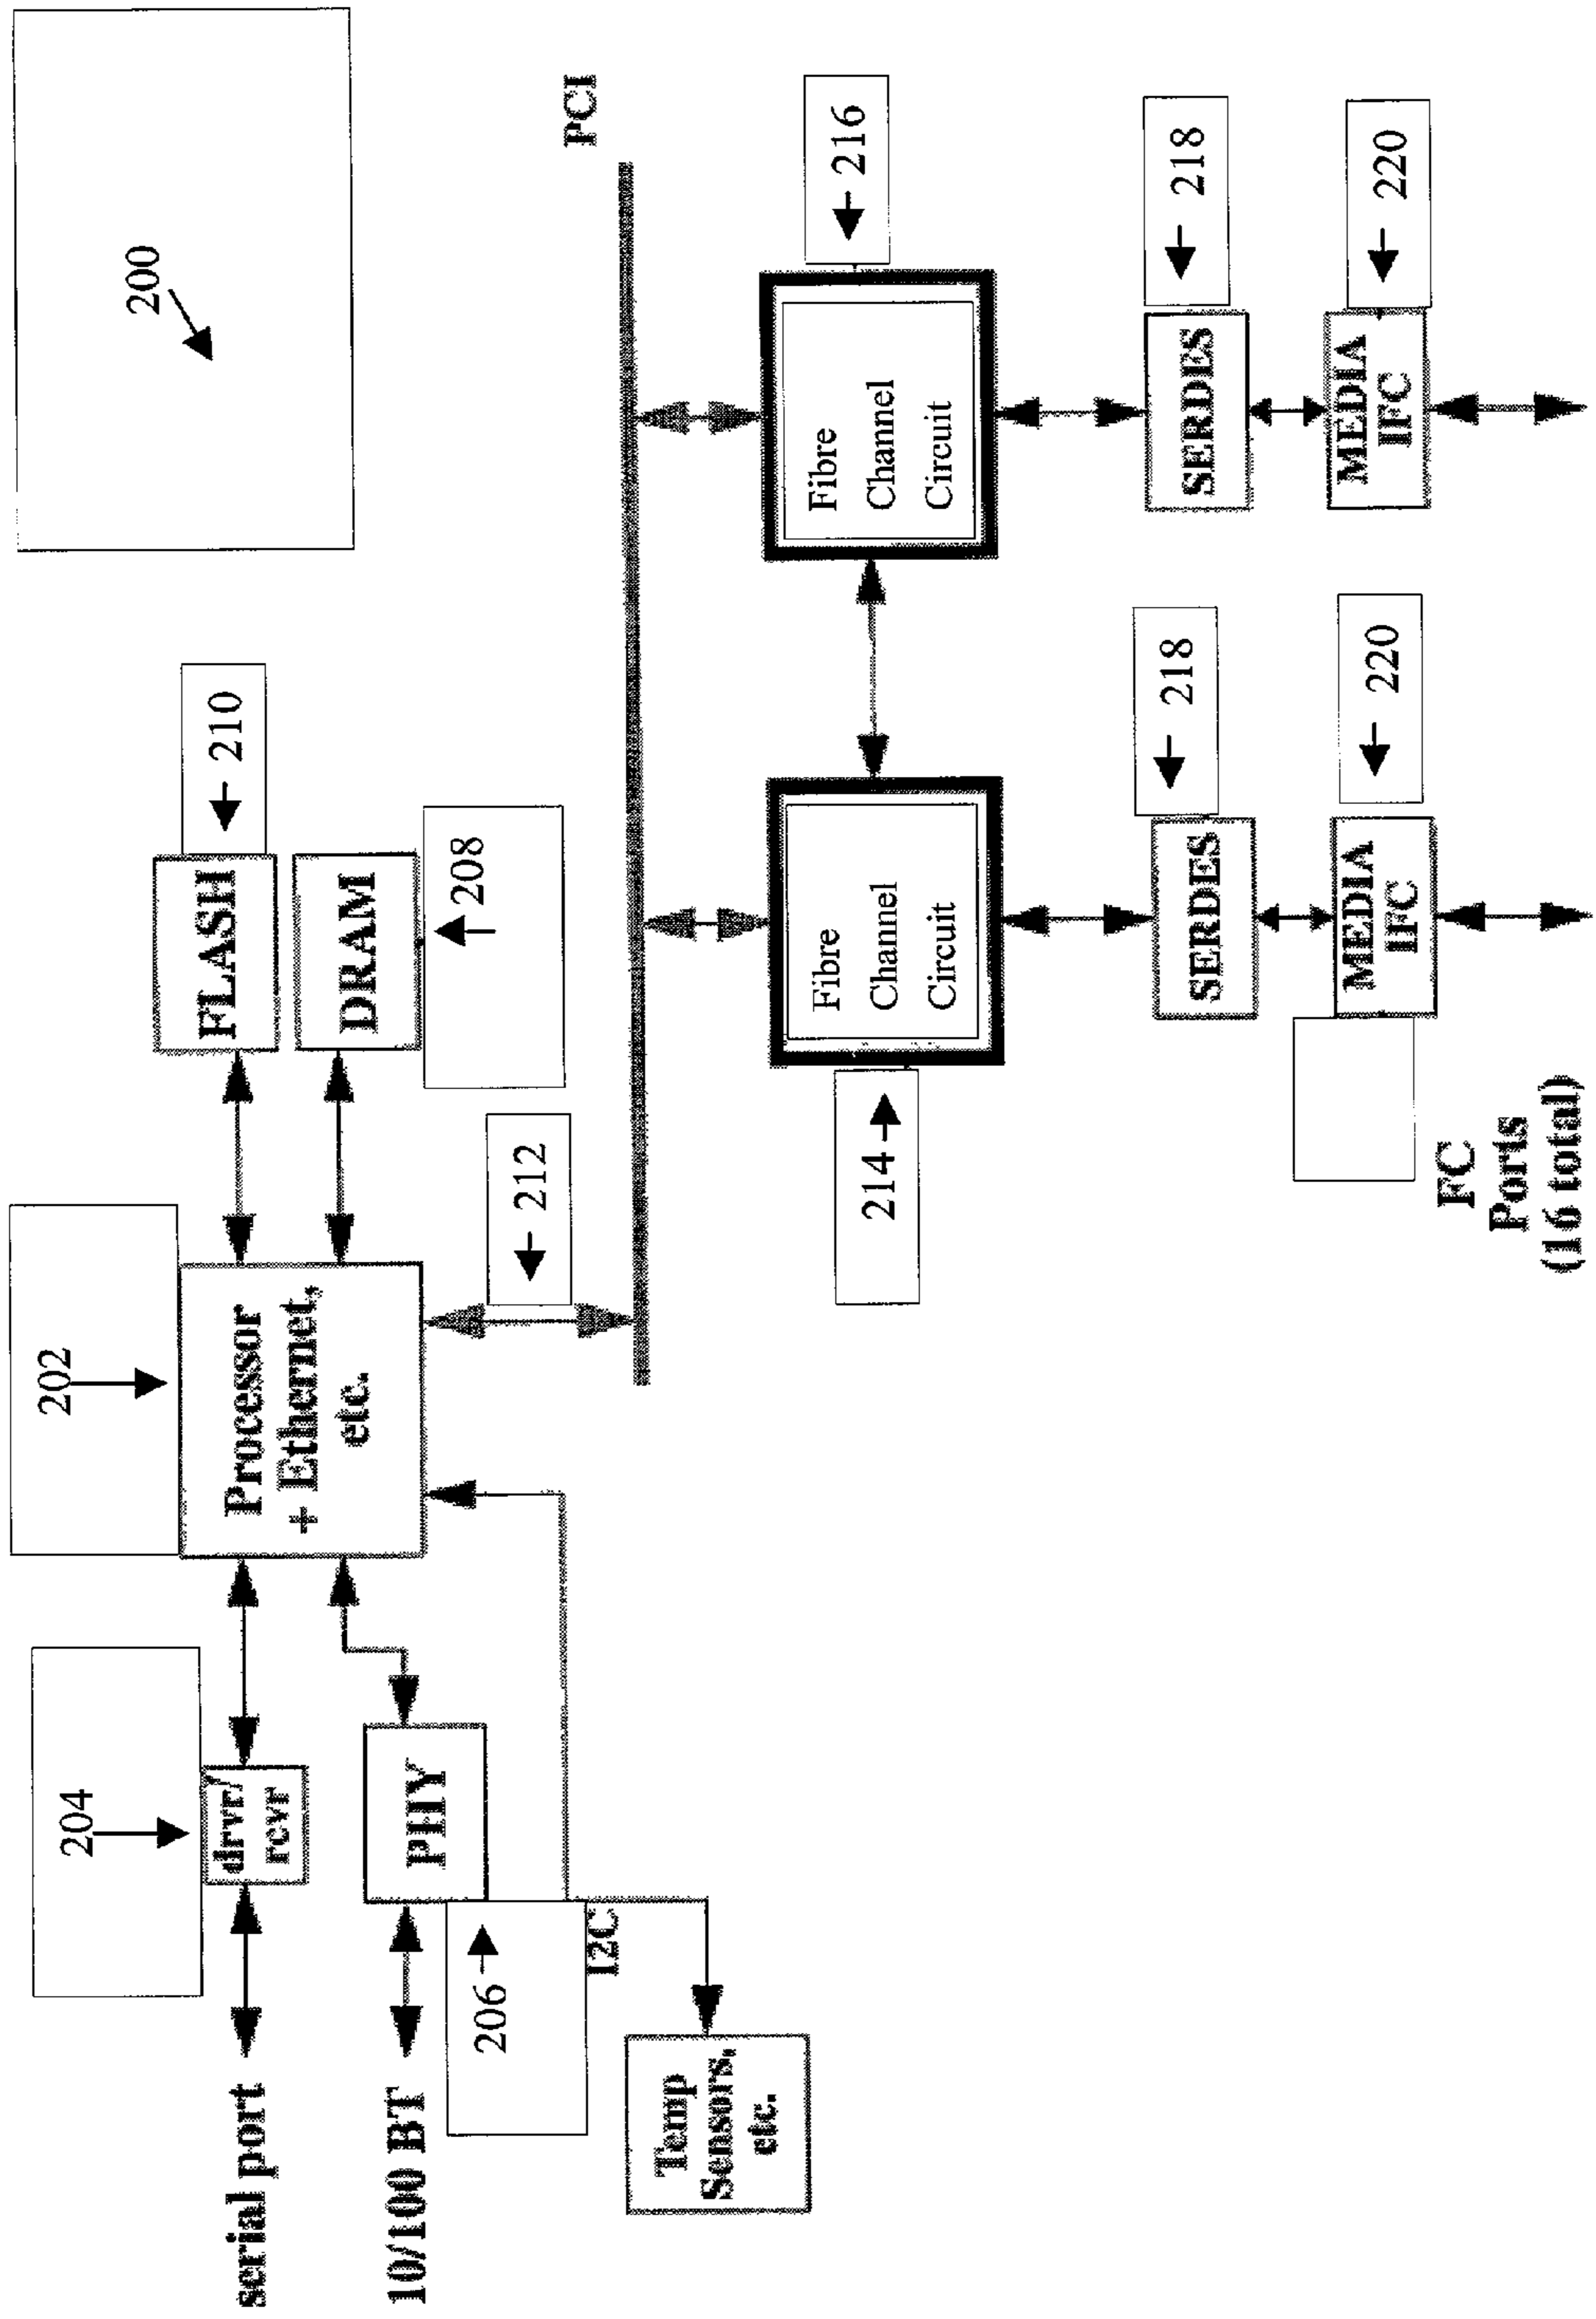 200
202
204
210
FLASH
208
DRAM
Processor
+ Ethernet,
etc.
drvr/
rcvr
serial port
PHY
10/100 BT
206
I2C
212
Temp
Sensors,
etc.
PCI
214
Fibre
Channel
Circuit
216
Fibre
Channel
Circuit
218
SERDES
218
SERDES
220
MEDIA
IFC
220
MEDIA
IFC
FC
Ports
(16 total)